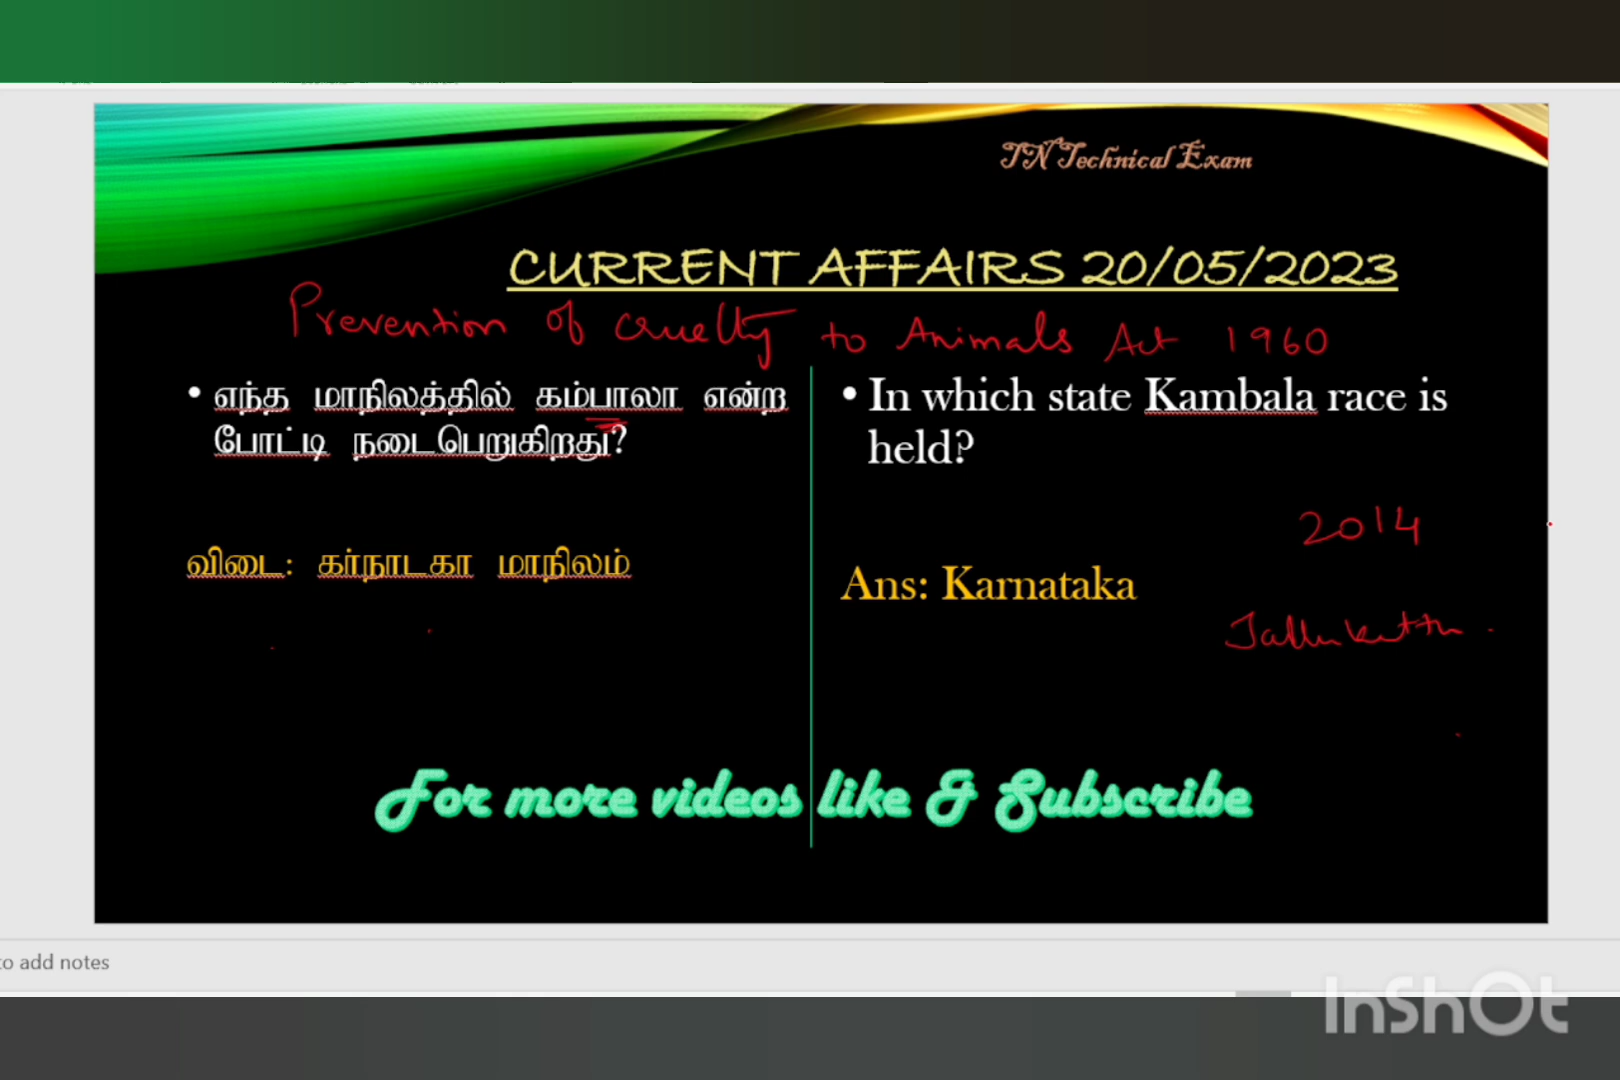 TN Technical Exam
CURRENT AFFAIRS 20/05/2023
Prevention of cruelty to Animals Act 1960
• எந்த மாநிலத்தில் கம்பாலா என்ற
போட்டி நடைபெறுகிறது?
விடை: கர்நாடகா மாநிலம்
• In which state Kambala race is
held?
2014
Ans: Karnataka
Jallikattu
For more videos like & Subscribe
to add notes
InShOt